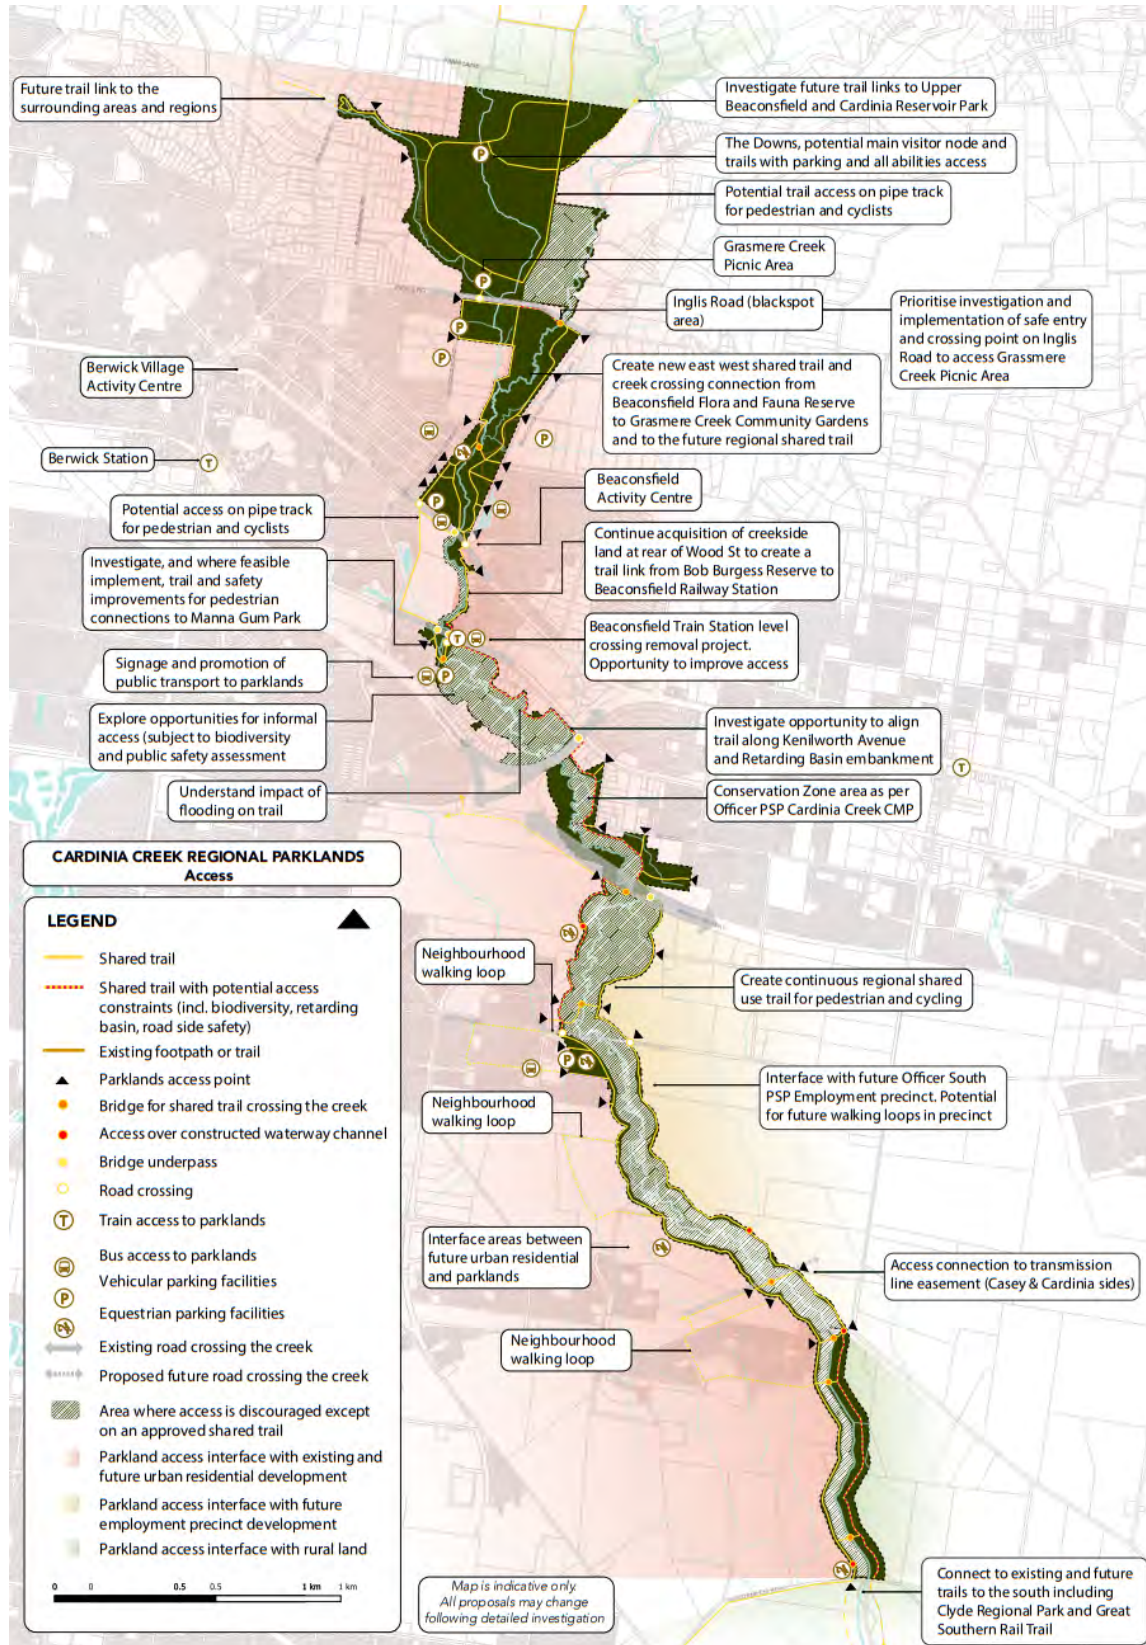 Future trail link to the
surrounding areas and regions
Investigate future trail links to Upper
Beaconsfield and Cardinia Reservoir Park
The Downs, potential main visitor node and
trails with parking and all abilities access
P
Potential trail access on pipe track
for pedestrian and cyclists
Grasmere Creek
Picnic Area
P
Inglis Road (blackspot
area)
Prioritise investigation and
implementation of safe entry
and crossing point on Inglis
Road to access Grassmere
Creek Picnic Area
P
P
Berwick Village
Activity Centre
Create new east west shared trail and
creek crossing connection from
Beaconsfield Flora and Fauna Reserve
to Grasmere Creek Community Gardens
and to the future regional shared trail
P
Berwick Station
T
Beaconsfield
Activity Centre
P
Potential access on pipe track
for pedestrian and cyclists
Continue acquisition of creekside
land at rear of Wood St to create a
trail link from Bob Burgess Reserve to
Beaconsfield Railway Station
Investigate, and where feasible
implement, trail and safety
improvements for pedestrian
connections to Manna Gum Park
T
Beaconsfield Train Station level
crossing removal project.
Opportunity to improve access
Signage and promotion of
public transport to parklands
P
Explore opportunities for informal
access (subject to biodiversity
and public safety assessment
Investigate opportunity to align
trail along Kenilworth Avenue
and Retarding Basin embankment
T
Understand impact of
flooding on trail
Conservation Zone area as per
Officer PSP Cardinia Creek CMP
CARDINIA CREEK REGIONAL PARKLANDS
Access
LEGEND
Shared trail
Shared trail with potential access
constraints (incl. biodiversity, retarding
basin, road side safety)
Existing footpath or trail
Parklands access point
Bridge for shared trail crossing the creek
Access over constructed waterway channel
Bridge underpass
Road crossing
T
Train access to parklands
Bus access to parklands
Vehicular parking facilities
P
Equestrian parking facilities
Existing road crossing the creek
Proposed future road crossing the creek
Area where access is discouraged except
on an approved shared trail
Parkland access interface with existing and
future urban residential development
Parkland access interface with future
employment precinct development
Parkland access interface with rural land
0 0 0.5 0.5 1 km 1 km
Neighbourhood
walking loop
Create continuous regional shared
use trail for pedestrian and cycling
P
Interface with future Officer South
PSP Employment precinct. Potential
for future walking loops in precinct
Neighbourhood
walking loop
Interface areas between
future urban residential
and parklands
Access connection to transmission
line easement (Casey & Cardinia sides)
Neighbourhood
walking loop
Map is indicative only.
All proposals may change
following detailed investigation
Connect to existing and future
trails to the south including
Clyde Regional Park and Great
Southern Rail Trail